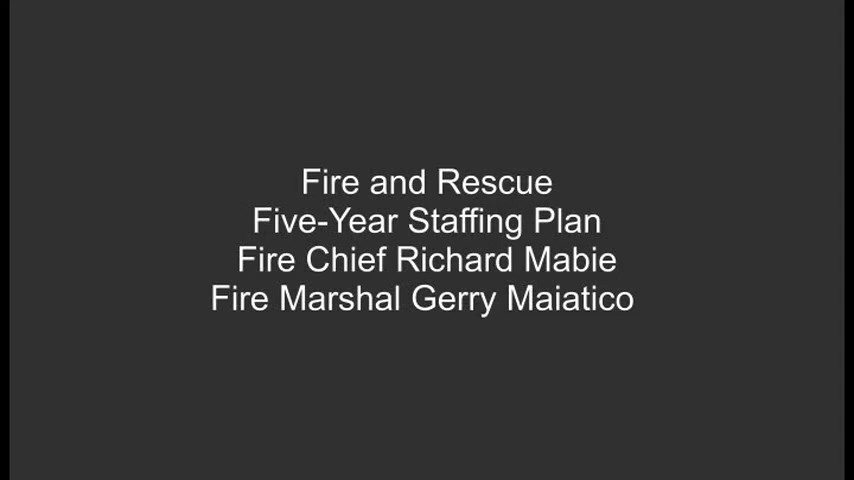 Fire and Rescue
Five-Year Staffing Plan
Fire Chief Richard Mabie
Fire Marshal Gerry Maiatico